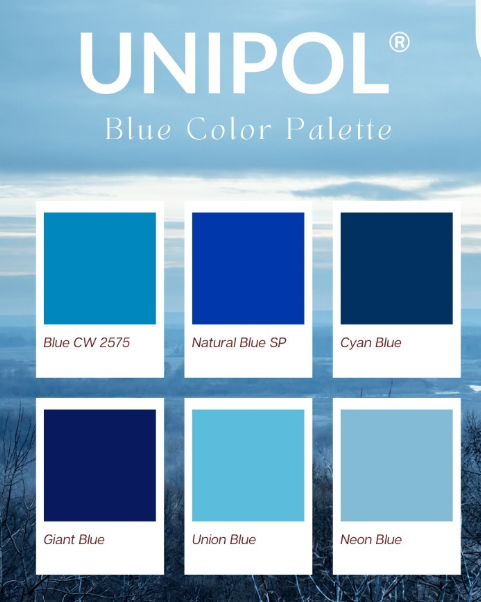 UNIPOL®
Blue Color Palette
Blue CW 2575
Natural Blue SP
Cyan Blue
Giant Blue
Union Blue
Neon Blue